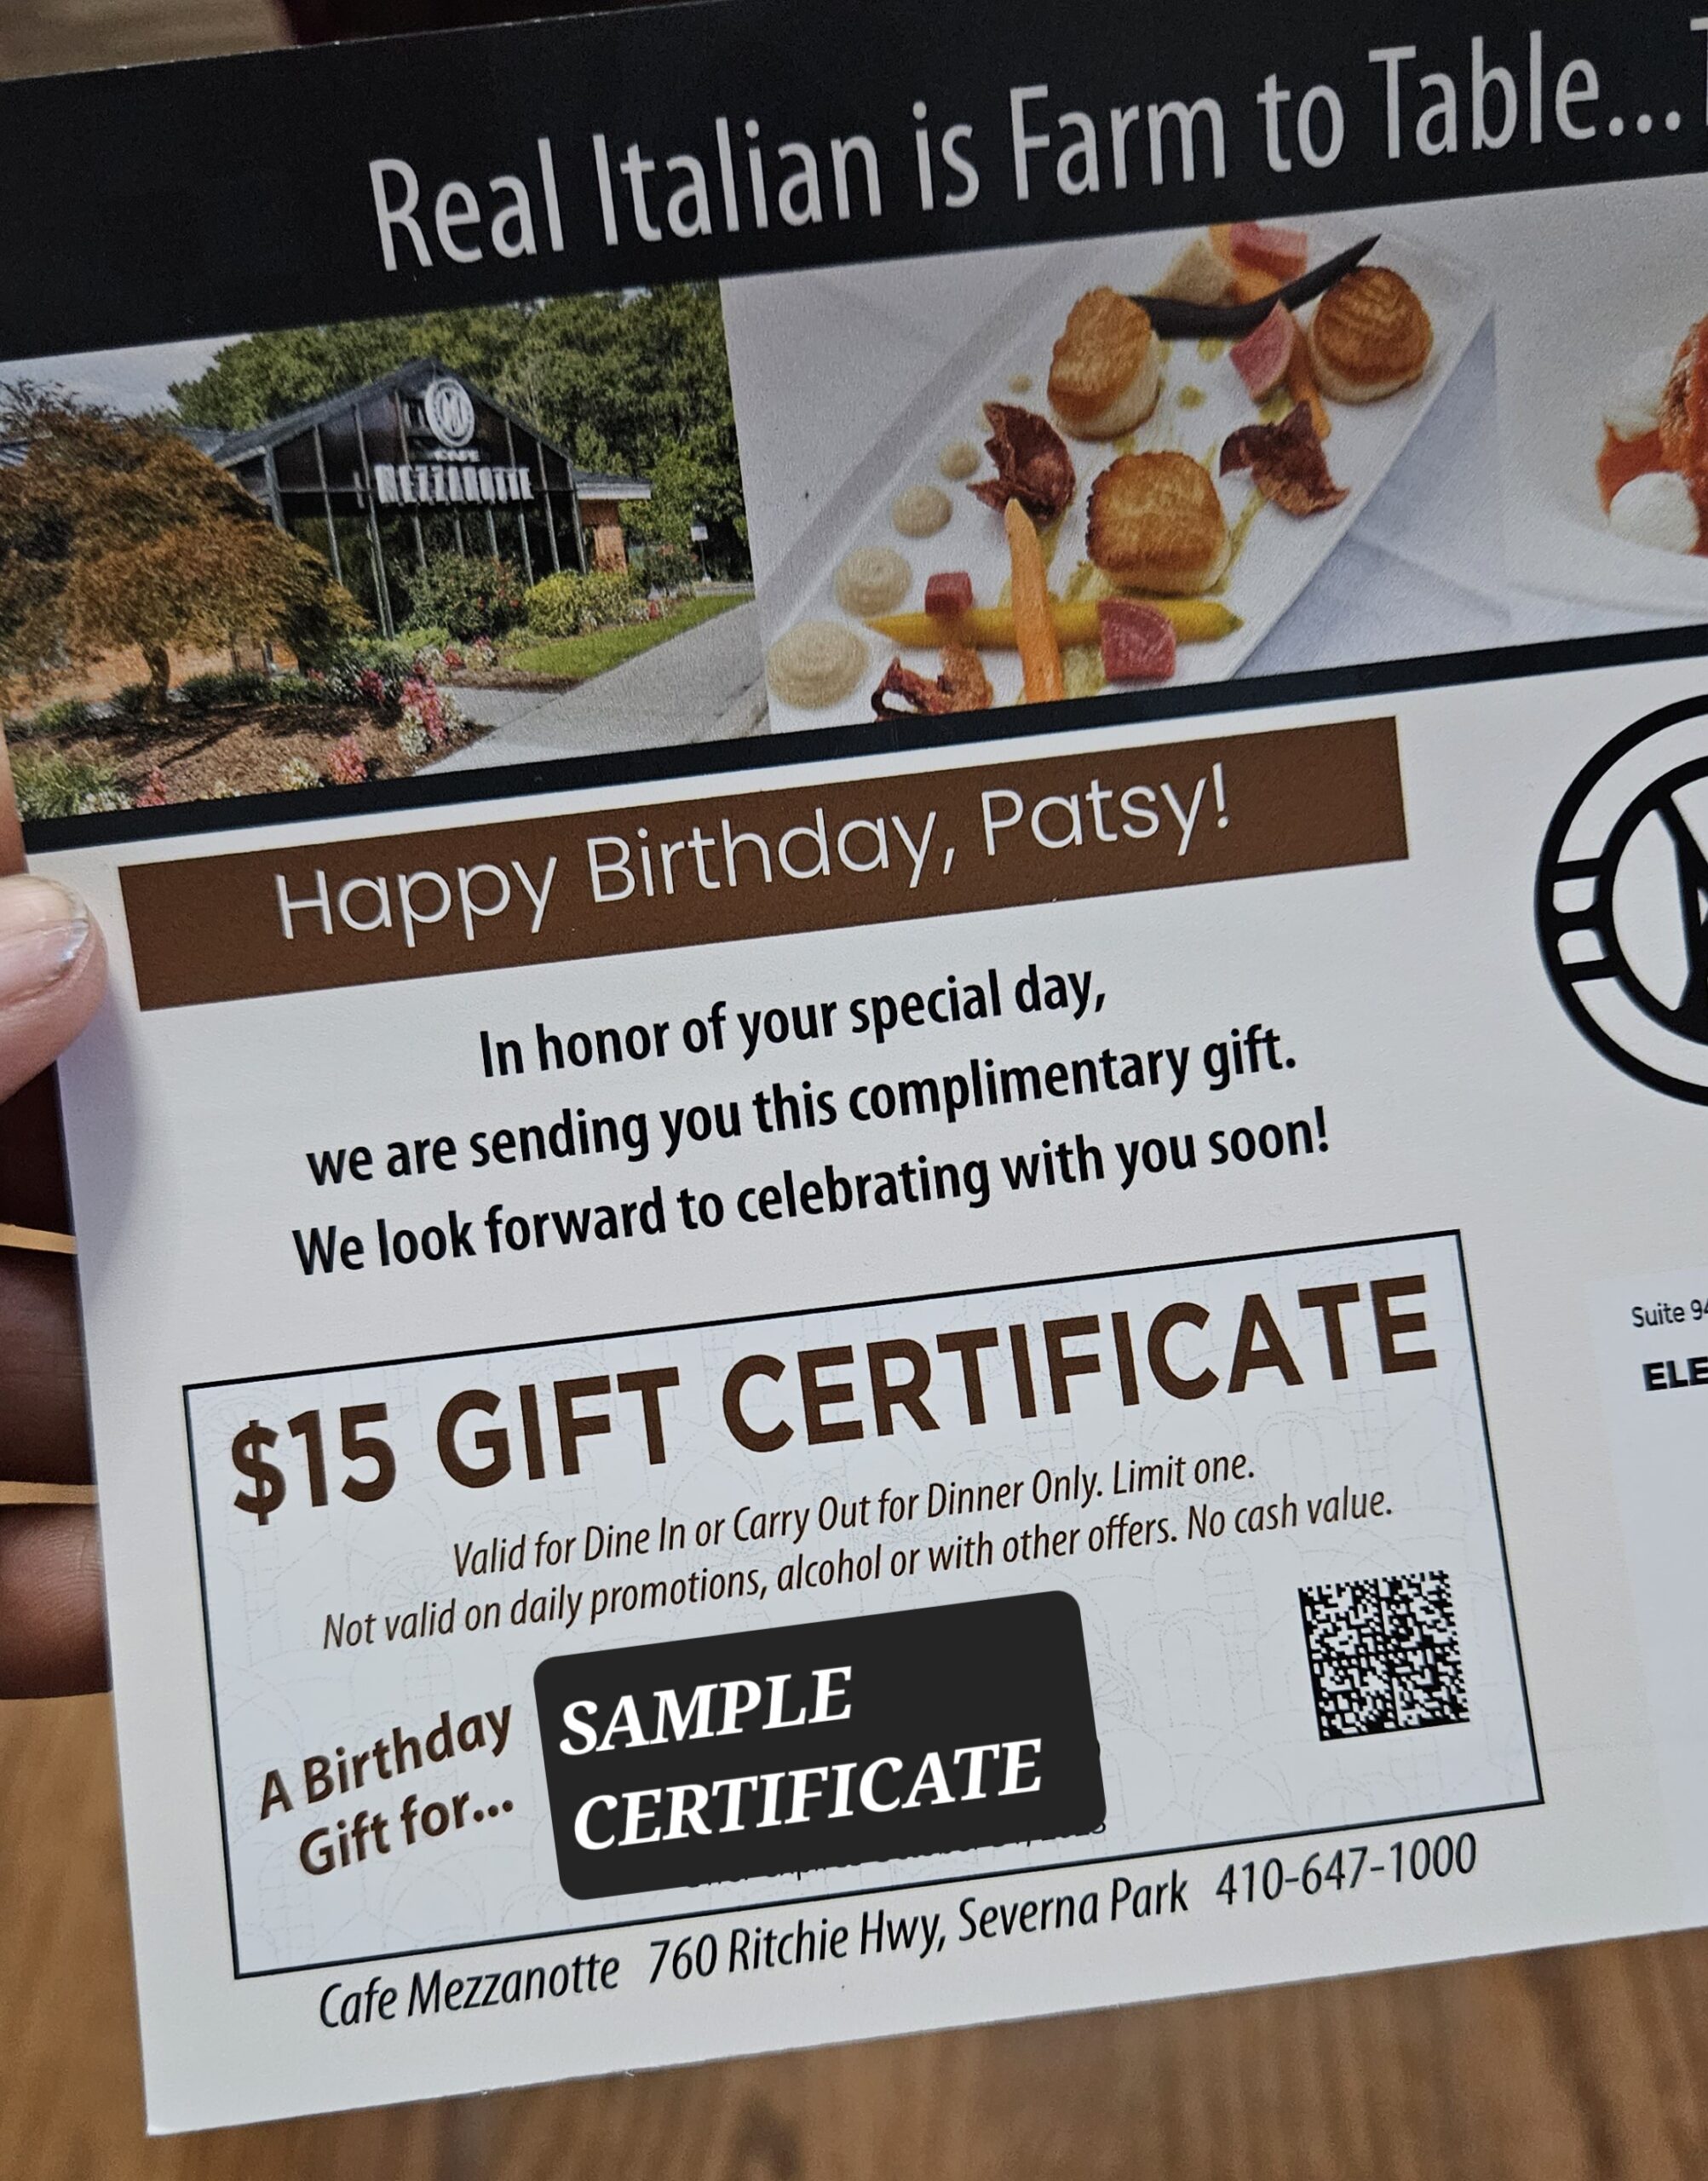 Real Italian is Farm to Table...
CAFE
MEZZANOTTE
Happy Birthday, Patsy!
In honor of your special day,
we are sending you this complimentary gift.
We look forward to celebrating with you soon!
$15 GIFT CERTIFICATE
Valid for Dine In or Carry Out for Dinner Only. Limit one.
Not valid on daily promotions, alcohol or with other offers. No cash value.
A Birthday
Gift for...
SAMPLE
CERTIFICATE
Cafe Mezzanotte 760 Ritchie Hwy, Severna Park 410-647-1000
Suite